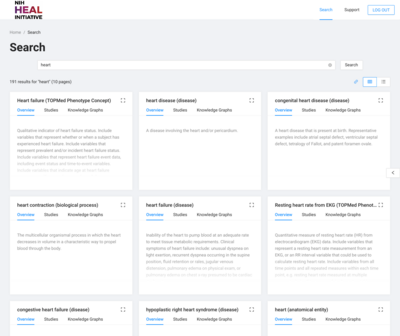 NIH
HEAL
INITIATIVE
Search
Support
LOG OUT
Home / Search
Search
heart
Search
191 results for "heart" (10 pages)
Heart failure (TOPMed Phenotype Concept)
Overview Studies Knowledge Graphs
Qualitative indicator of heart failure status. Include
variables that represent whether or when a subject has
experienced heart failure. Include variables that
represent prevalent and/or incident heart failure status.
Include variables that represent heart failure event date,
heart disease (disease)
Overview Studies Knowledge Graphs
A disease involving the heart and/or pericardium.
congenital heart disease (disease)
Overview Studies Knowledge Graphs
A heart disease that is present at birth. Representative
examples include atrial septal defect, ventricular septal
defect, tetralogy of Fallot, and patent foramen ovale.
heart contraction (biological process)
Overview Studies Knowledge Graphs
The multicellular organismal process in which the heart
decreases in volume in a characteristic way to propel
blood through the body.
heart failure (disease)
Overview Studies Knowledge Graphs
Inability of the heart to pump blood at an adequate rate
to meet tissue metabolic requirements. Clinical
symptoms of heart failure include: unusual dyspnea on
light exertion, recurrent dyspnea occurring in the supine
position, fluid retention or rales, jugular venous
Resting heart rate from EKG (TOPMed Phenot...
Overview Studies Knowledge Graphs
Quantitative measure of resting heart rate (HR) from
electrocardiogram (EKG) data. Include variables that
represent a heart rate measurement from an
EKG, or an RR interval variable that could be used to
calculate resting heart rate. Include variables from all
congestive heart failure (disease)
Overview Studies Knowledge Graphs
hypoplastic right heart syndrome (disease)
Overview Studies Knowledge Graphs
heart (anatomical entity)
Overview Studies Knowledge Graphs